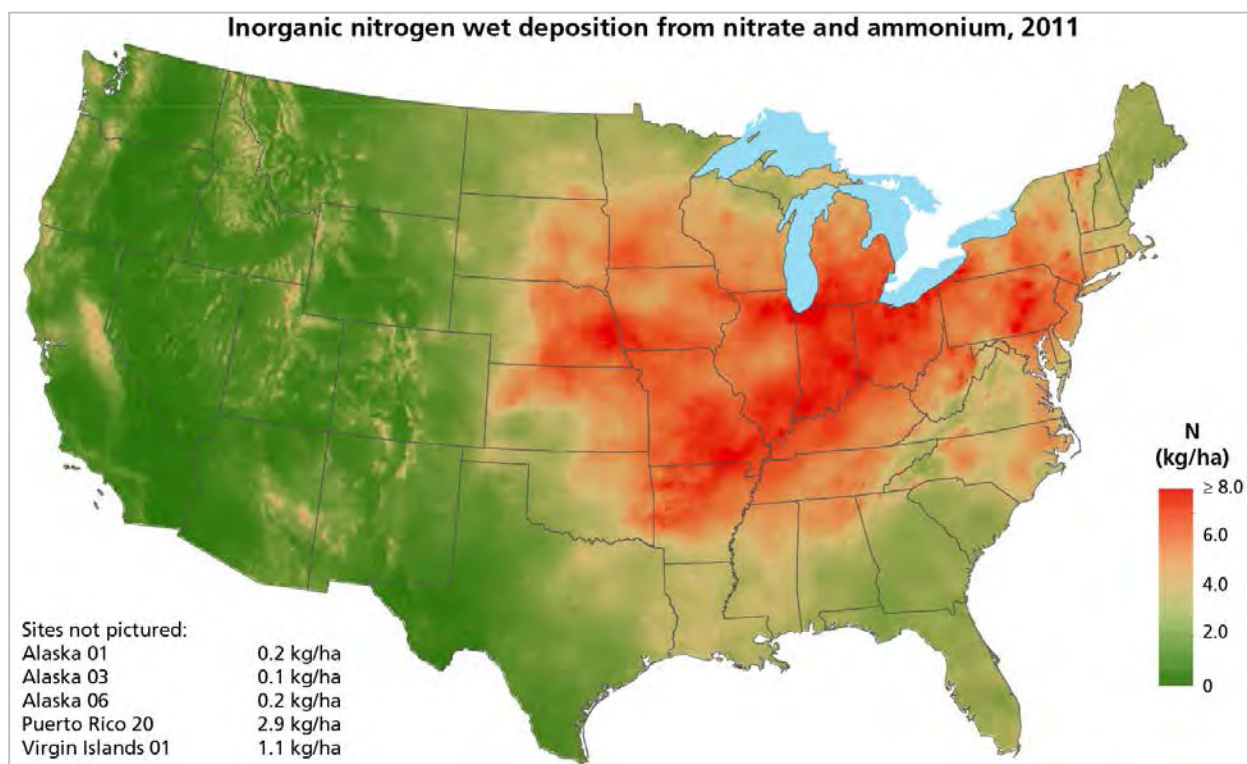 Inorganic nitrogen wet deposition from nitrate and ammonium, 2011
N
(kg/ha)
≥ 8.0
6.0
4.0
2.0
0
Sites not pictured:
Alaska 01 0.2 kg/ha
Alaska 03 0.1 kg/ha
Alaska 06 0.2 kg/ha
Puerto Rico 20 2.9 kg/ha
Virgin Islands 01 1.1 kg/ha